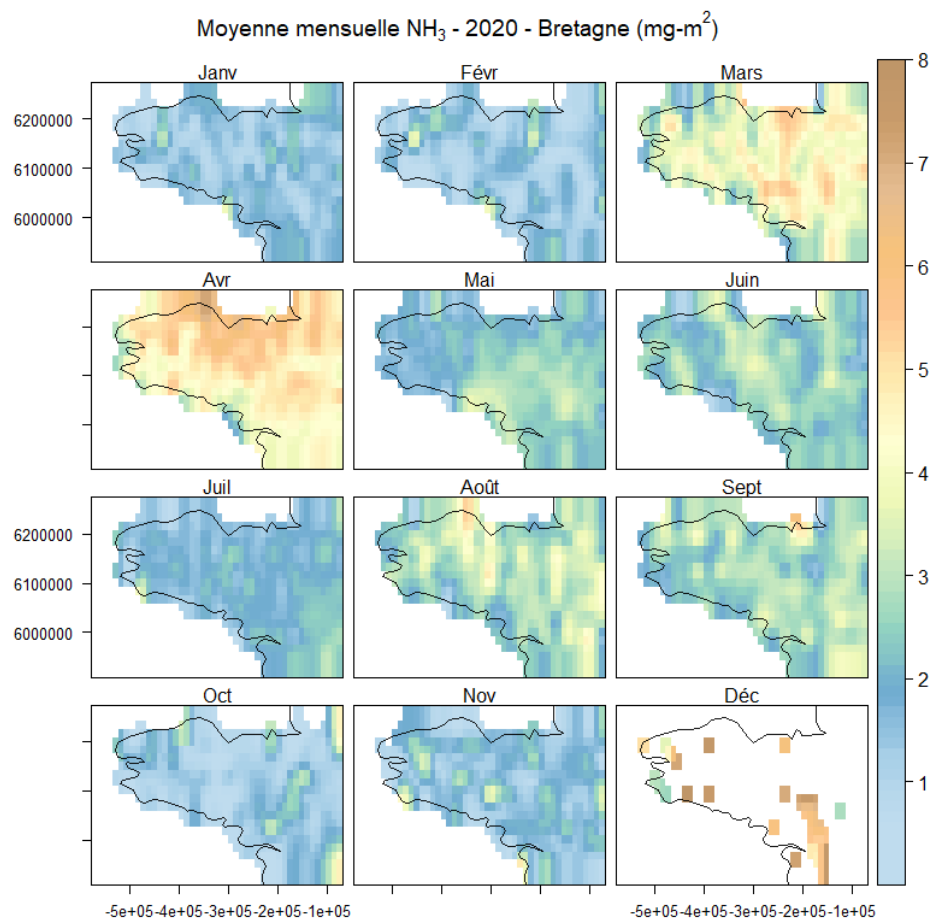 Moyenne mensuelle NH₃ - 2020 - Bretagne (mg-m²)
Janv
Févr
Mars
8
7
6
5
4
3
2
1
6200000
6100000
6000000
Avr
Mai
Juin
Juil
Août
Sept
6200000
6100000
6000000
Oct
Nov
Déc
-5e+05-4e+05-3e+05-2e+05-1e+05
-5e+05-4e+05-3e+05-2e+05-1e+05